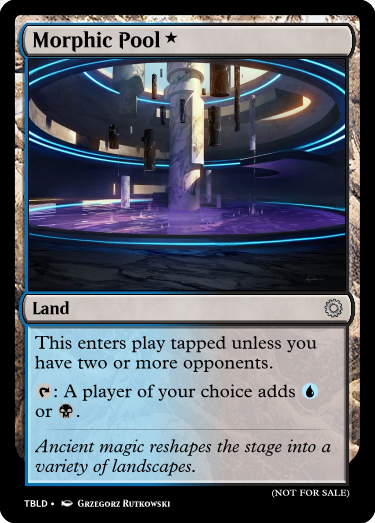 Morphic Pool ★
Land
This enters play tapped unless you
have two or more opponents.
: A player of your choice adds
or .
Ancient magic reshapes the stage into a
variety of landscapes.
TBLD • Grzegorz Rutkowski
(NOT FOR SALE)